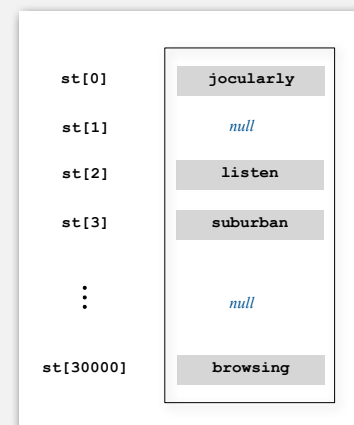 st[0] jocularly
st[1] null
st[2] listen
st[3] suburban
⋮ null
st[30000] browsing